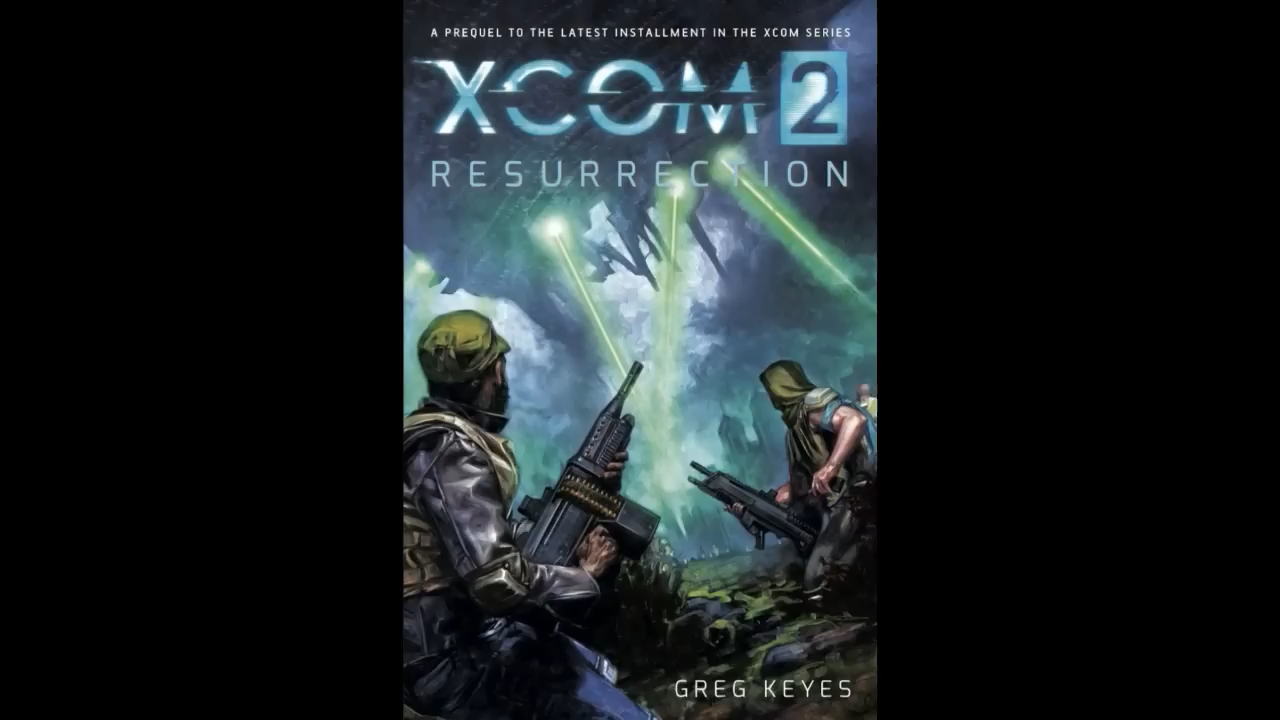 A PREQUEL TO THE LATEST INSTALLMENT IN THE XCOM SERIES
XCOM 2
RESURRECTION
GREG KEYES